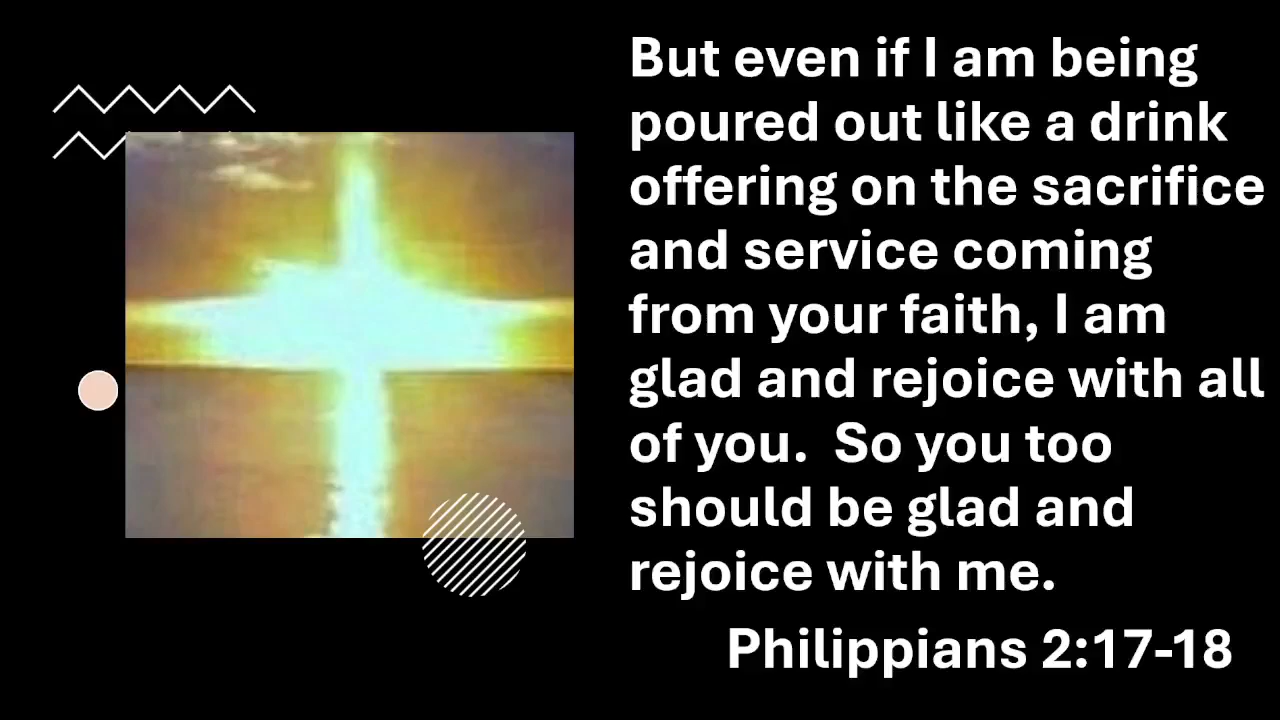 But even if I am being
poured out like a drink
offering on the sacrifice
and service coming
from your faith, I am
glad and rejoice with all
of you.  So you too
should be glad and
rejoice with me.
Philippians 2:17-18